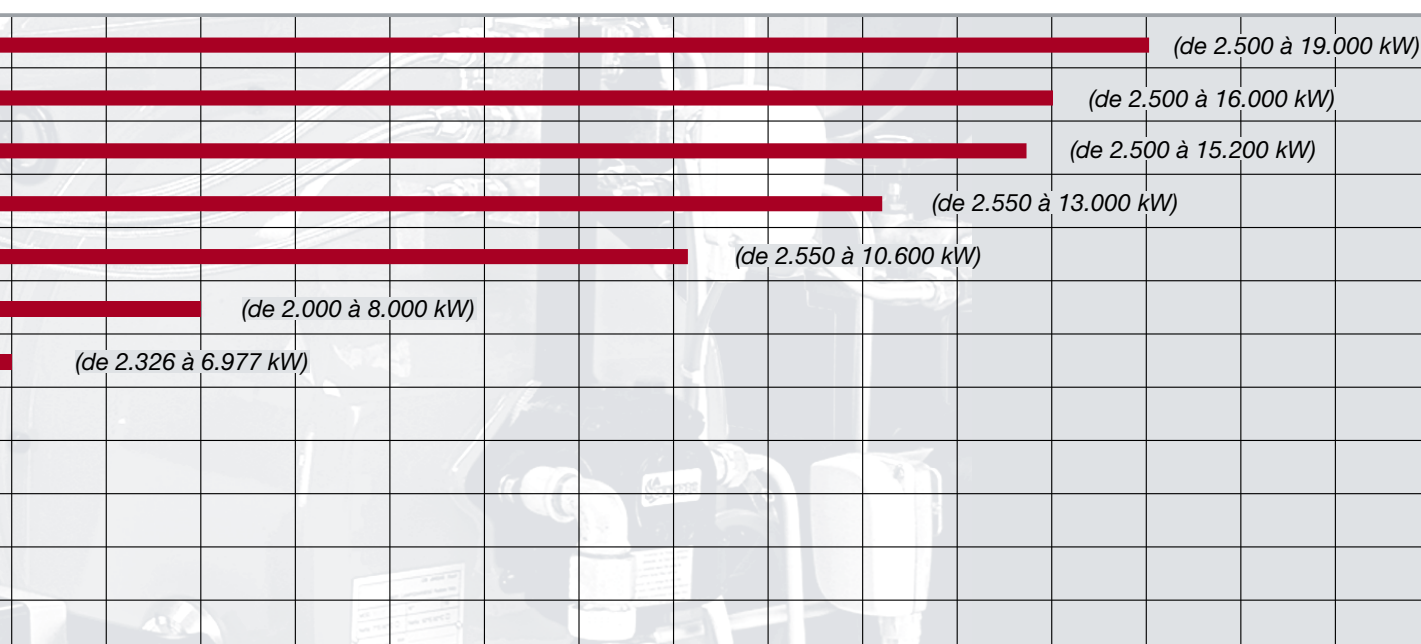 (de 2.500 à 19.000 kW)
(de 2.500 à 16.000 kW)
(de 2.500 à 15.200 kW)
(de 2.550 à 13.000 kW)
(de 2.550 à 10.600 kW)
(de 2.000 à 8.000 kW)
(de 2.326 à 6.977 kW)